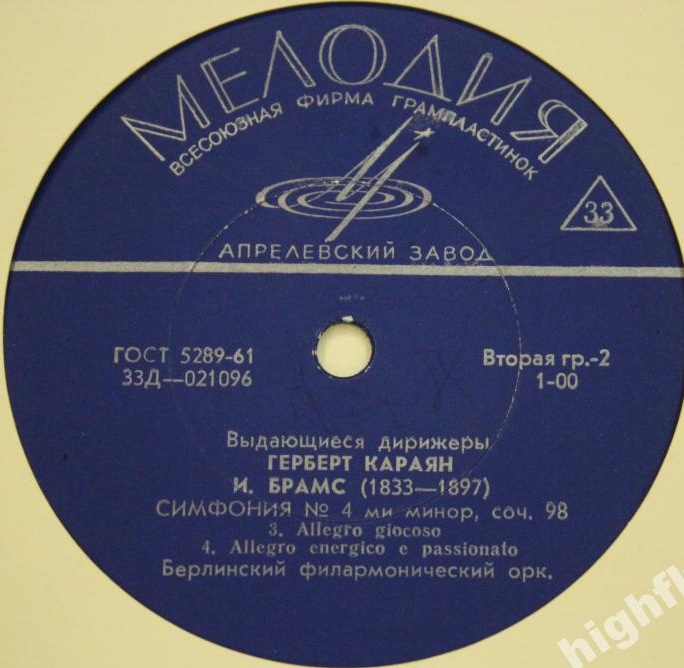 МЕЛОДИЯ
ВСЕСОЮЗНАЯ ФИРМА ГРАМПЛАСТИНОК
33
АПРЕЛЕВСКИЙ ЗАВОД
ГОСТ 5289-61
33Д—021096
Вторая гр.-2
1-00
Выдающиеся дирижеры
ГЕРБЕРТ КАРАЯН
И. БРАМС (1833—1897)
СИМФОНИЯ № 4 ми минор, соч. 98
3. Allegro giocoso
4. Allegro energico e passionato
Берлинский филармонический орк.
highfl